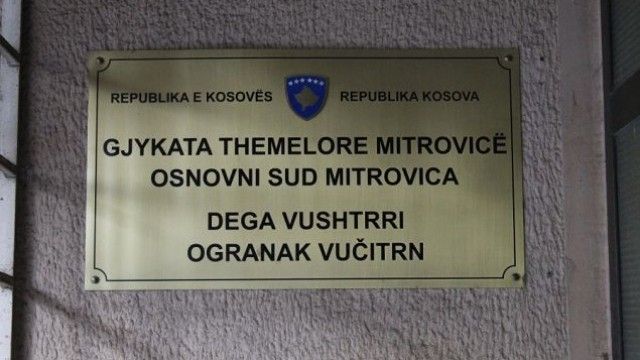 REPUBLIKA E KOSOVËS REPUBLIKA KOSOVA
GJYKATA THEMELORE MITROVICË
OSNOVNI SUD MITROVICA
DEGA VUSHTRRI
OGRANAK VUČITRN